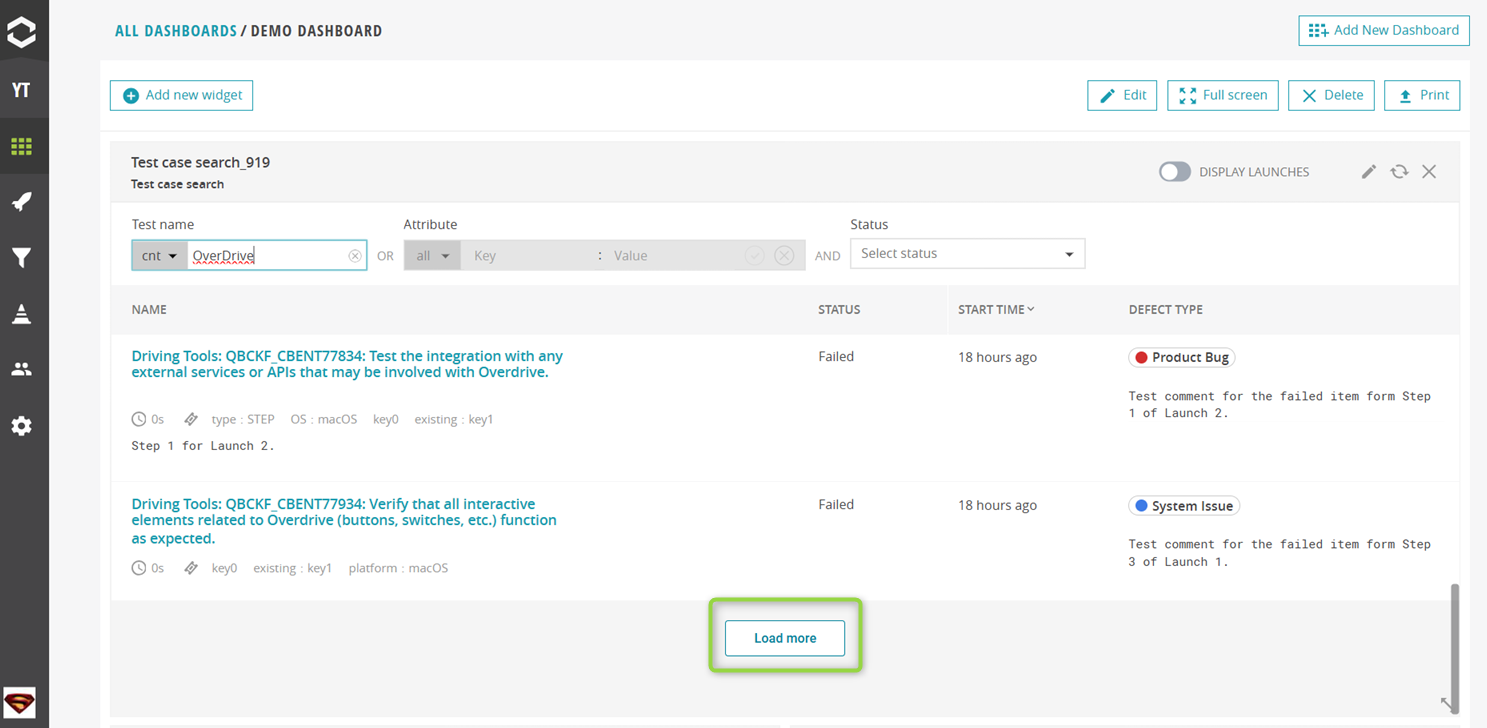 ALL DASHBOARDS / DEMO DASHBOARD
Add New Dashboard
YT
Add new widget
Edit
Full screen
Delete
Print
Test case search_919
Test case search
DISPLAY LAUNCHES
Test name
Attribute
Status
cnt
OverDrive
OR
all
Key
:
Value
AND
Select status
NAME
STATUS
START TIME
DEFECT TYPE
Driving Tools: QBCKF_CBENT77834: Test the integration with any
external services or APIs that may be involved with Overdrive.
Failed
18 hours ago
Product Bug
Test comment for the failed item form Step
1 of Launch 2.
0s
type : STEP
OS : macOS
key0
existing : key1
Step 1 for Launch 2.
Driving Tools: QBCKF_CBENT77934: Verify that all interactive
elements related to Overdrive (buttons, switches, etc.) function
as expected.
Failed
18 hours ago
System Issue
Test comment for the failed item form Step
3 of Launch 1.
0s
key0
existing : key1
platform : macOS
Load more